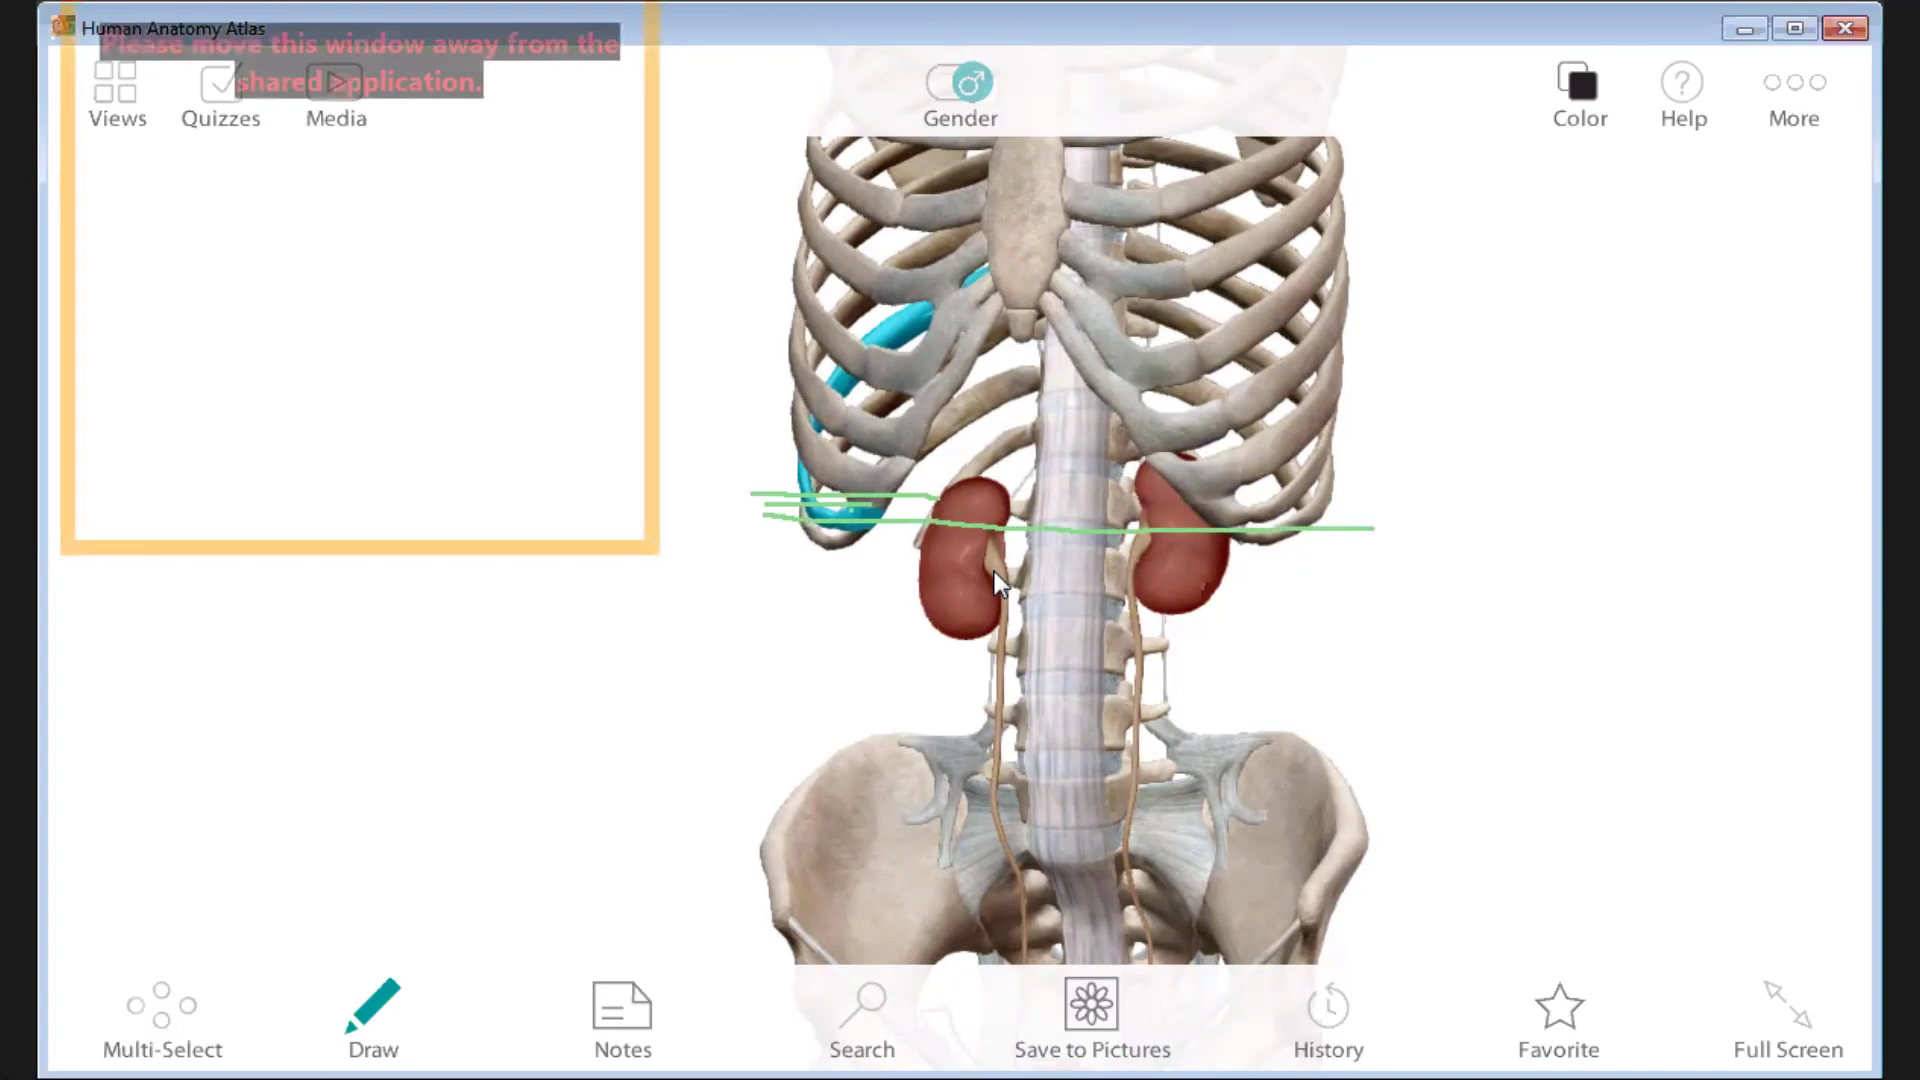 Human Anatomy Atlas
Please move this window away from the
shared application.
Views
Quizzes
Media
Gender
Color
Help
More
Multi-Select
Draw
Notes
Search
Save to Pictures
History
Favorite
Full Screen